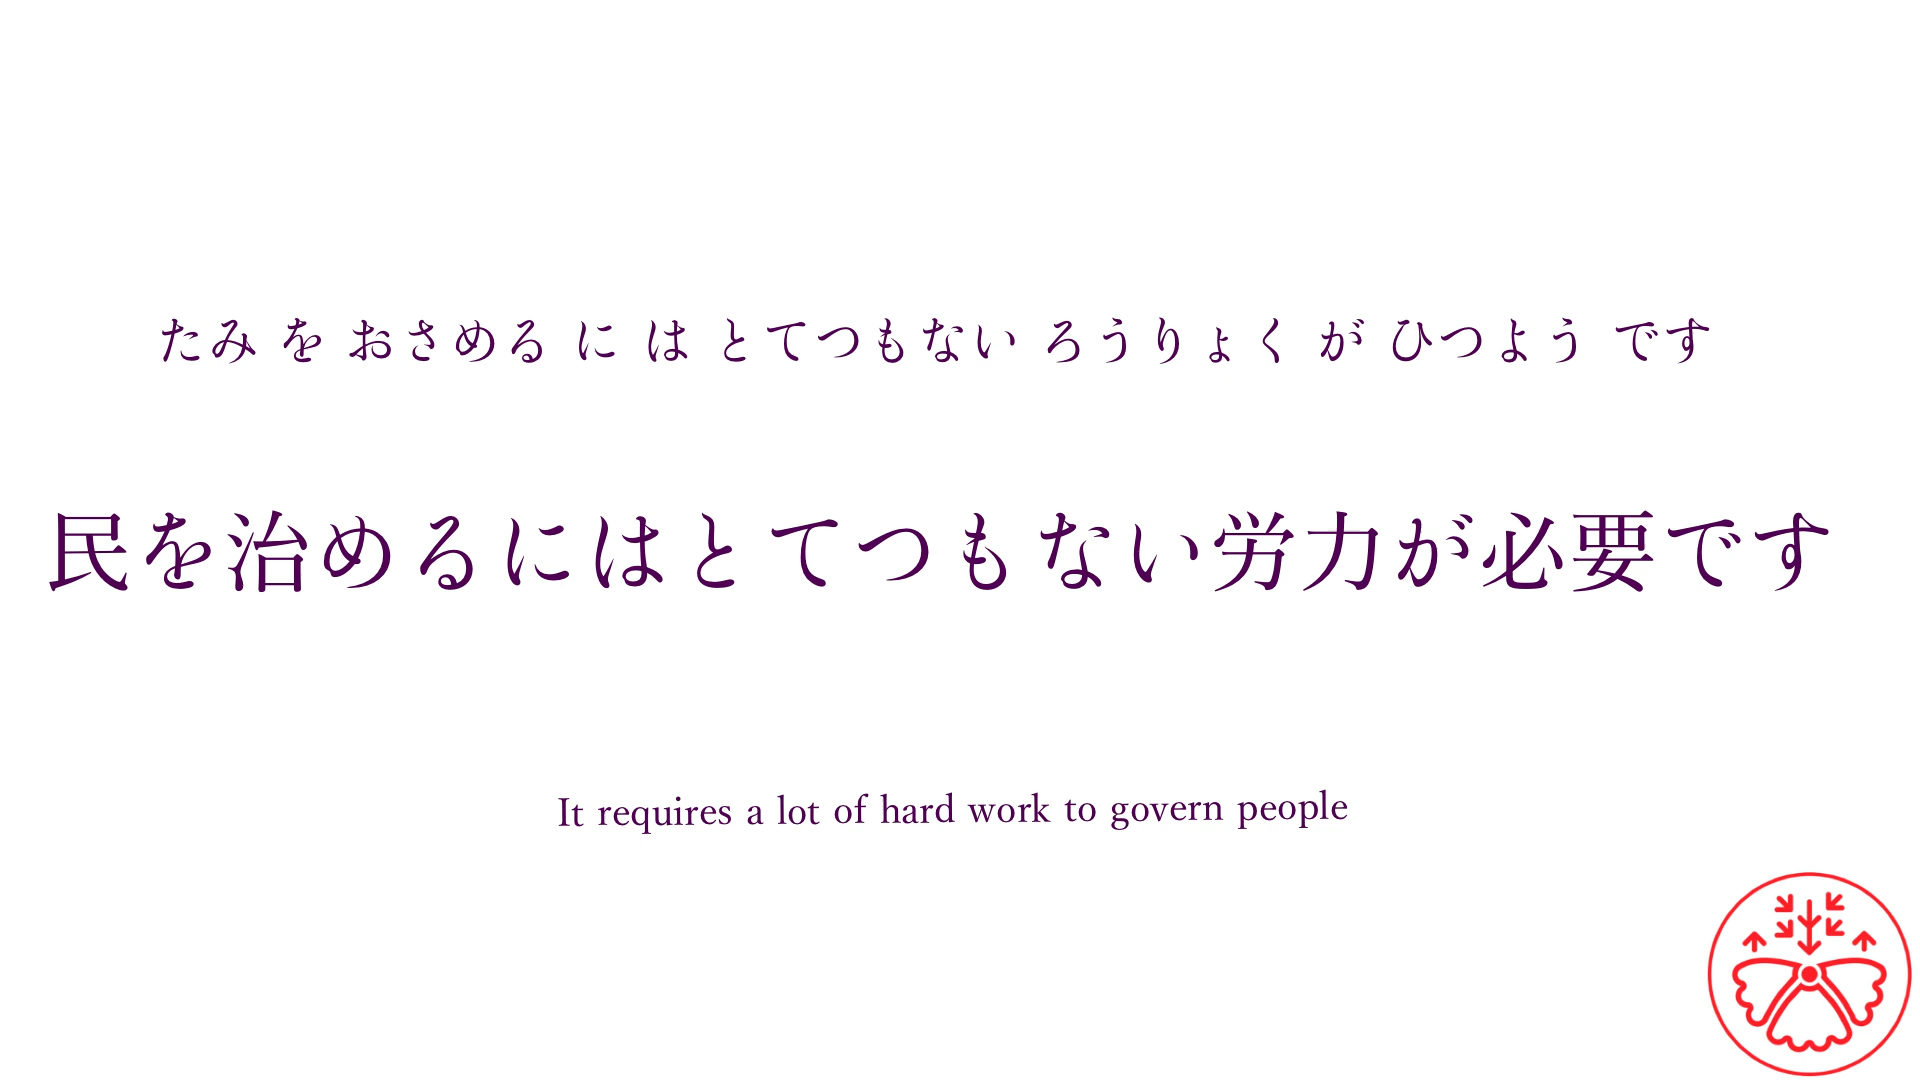 たみ を おさめる に は とてつもない ろうりょく が ひつよう です
民を治めるにはとてつもない労力が必要です
It requires a lot of hard work to govern people